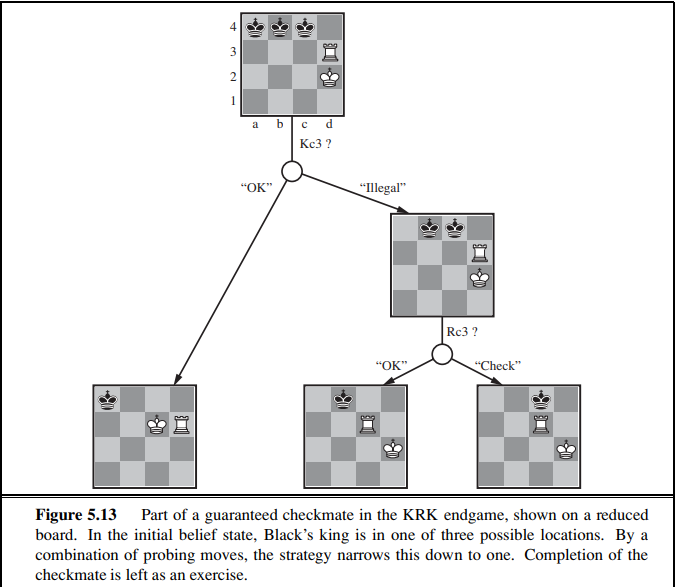 4
3
2
1
a b c d
Kc3 ?
“OK” “Illegal”
Rc3 ?
“OK” “Check”
Figure 5.13 Part of a guaranteed checkmate in the KRK endgame, shown on a reduced
board. In the initial belief state, Black’s king is in one of three possible locations. By a
combination of probing moves, the strategy narrows this down to one. Completion of the
checkmate is left as an exercise.